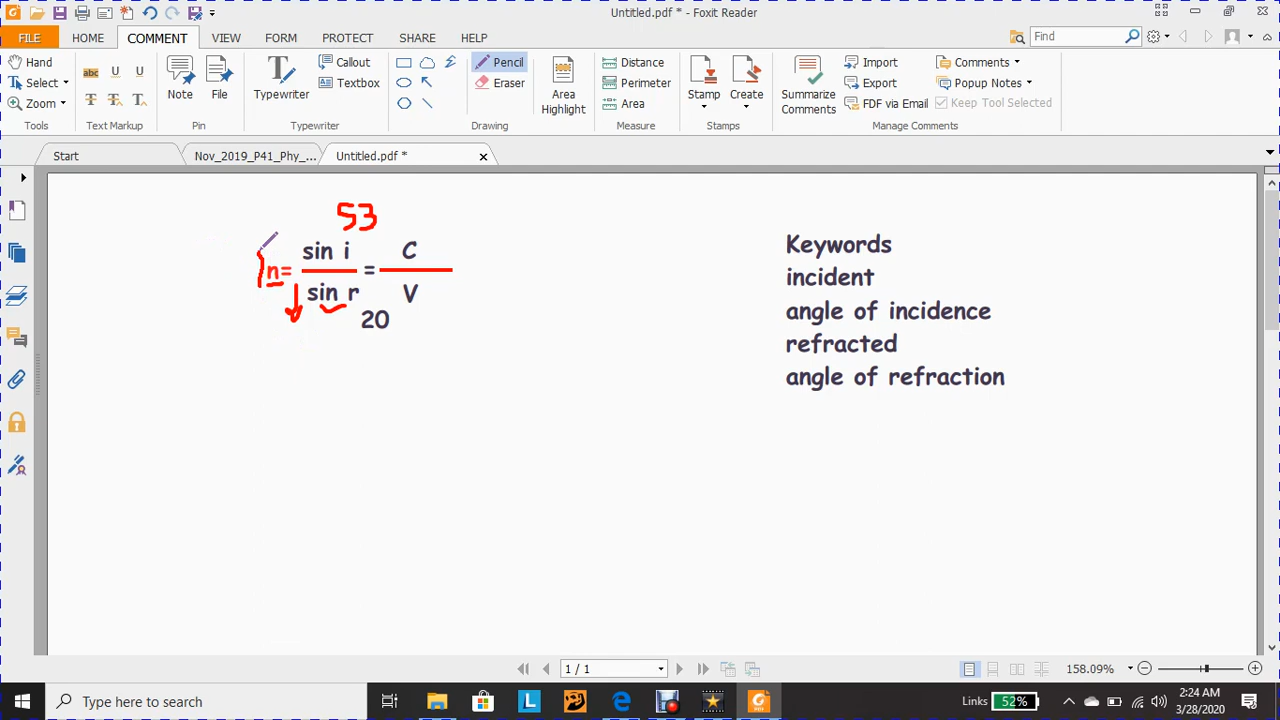 Untitled.pdf * - Foxit Reader
FILE HOME COMMENT VIEW FORM PROTECT SHARE HELP Find
Hand Select Zoom Tools
abc U U T T T Text Markup
Note File Pin
Typewriter Callout Textbox Typewriter
Pencil Eraser Area Highlight Drawing
Distance Perimeter Area Measure
Stamp Create Stamps
Summarize Comments Import Export FDF via Email Comments Popup Notes Keep Tool Selected Manage Comments
Start Nov_2019_P41_Phy_... Untitled.pdf *
53
sin i C
n= =
sin r V
20
Keywords
incident
angle of incidence
refracted
angle of refraction
1 / 1 158.09%
Type here to search Links 52% 2:24 AM
3/28/2020